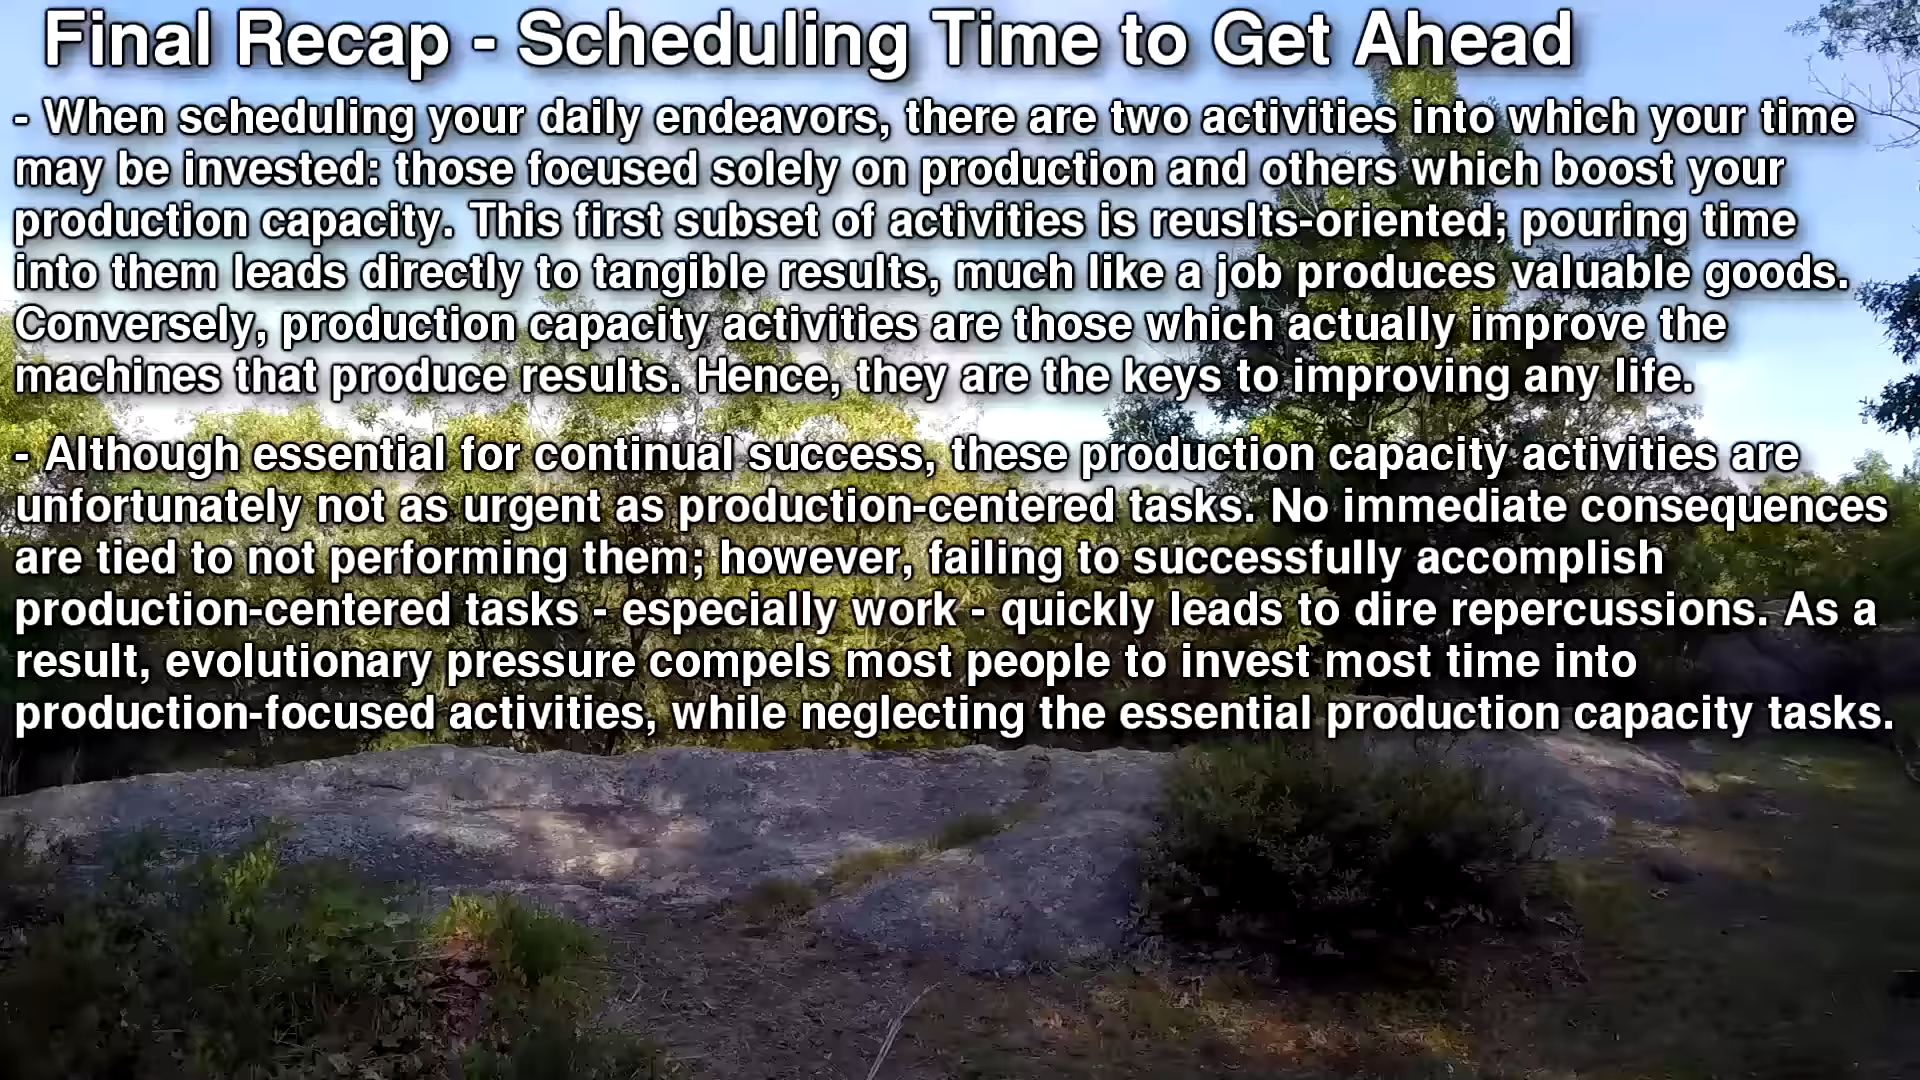 Final Recap - Scheduling Time to Get Ahead
- When scheduling your daily endeavors, there are two activities into which your time
may be invested: those focused solely on production and others which boost your
production capacity. This first subset of activities is reuslts-oriented; pouring time
into them leads directly to tangible results, much like a job produces valuable goods.
Conversely, production capacity activities are those which actually improve the
machines that produce results. Hence, they are the keys to improving any life.
- Although essential for continual success, these production capacity activities are
unfortunately not as urgent as production-centered tasks. No immediate consequences
are tied to not performing them; however, failing to successfully accomplish
production-centered tasks - especially work - quickly leads to dire repercussions. As a
result, evolutionary pressure compels most people to invest most time into
production-focused activities, while neglecting the essential production capacity tasks.